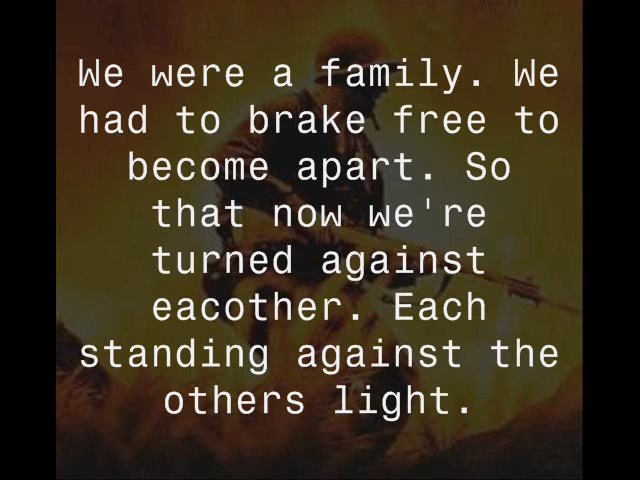 We were a family. We
had to brake free to
become apart. So
that now we're
turned against
eacother. Each
standing against the
others light.